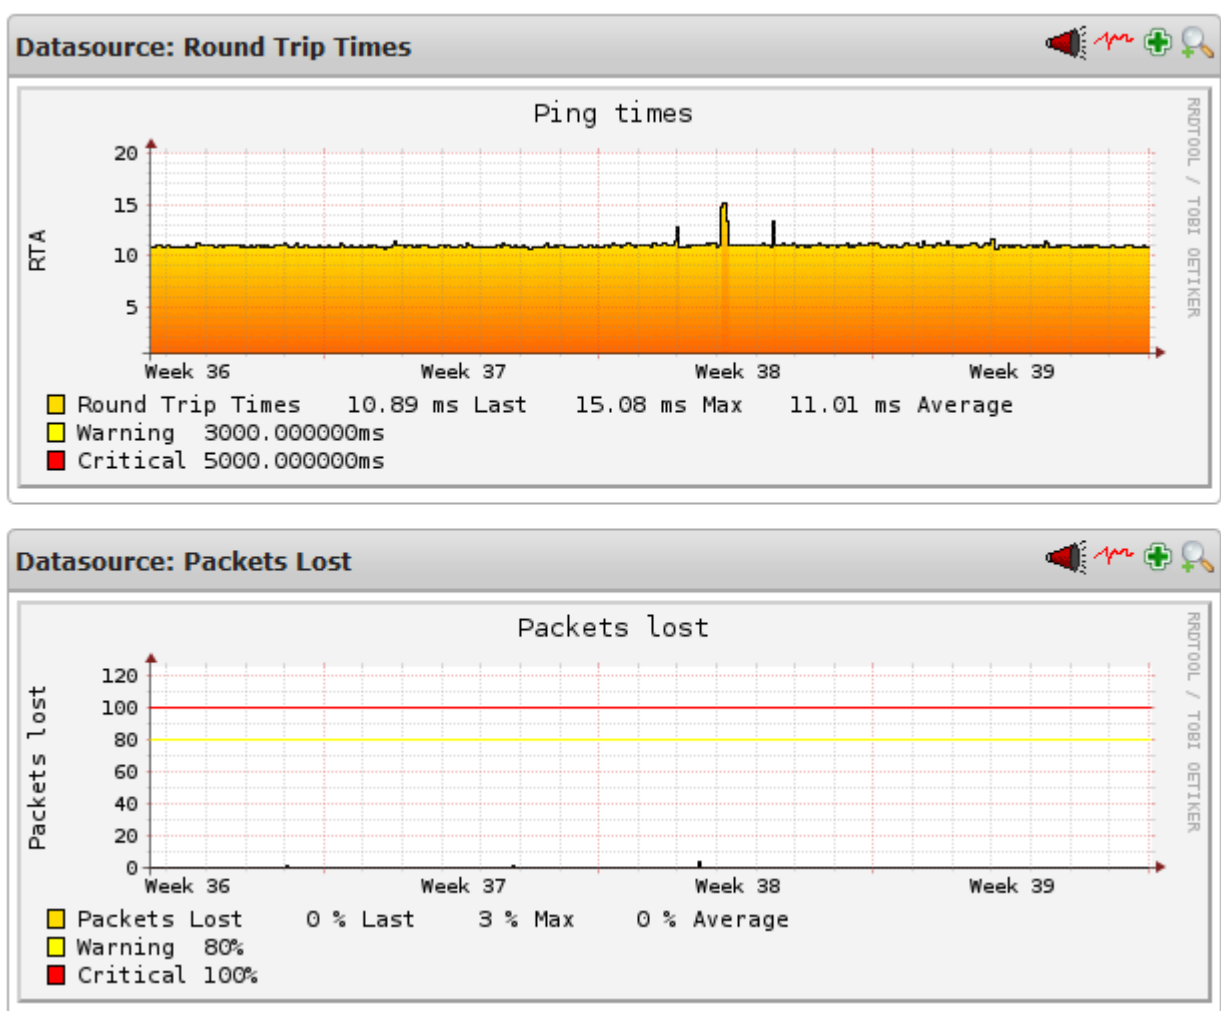 Datasource: Round Trip Times
Ping times
RRDTOOL / TOBI OETIKER
RTA
20
15
10
5
Week 36 Week 37 Week 38 Week 39
Round Trip Times 10.89 ms Last 15.08 ms Max 11.01 ms Average
Warning 3000.000000ms
Critical 5000.000000ms
Datasource: Packets Lost
Packets lost
RRDTOOL / TOBI OETIKER
Packets lost
120
100
80
60
40
20
0
Week 36 Week 37 Week 38 Week 39
Packets Lost 0 % Last 3 % Max 0 % Average
Warning 80%
Critical 100%